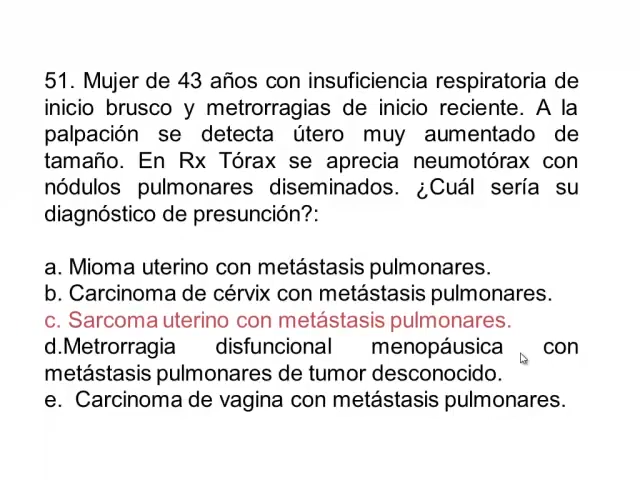 51. Mujer de 43 años con insuficiencia respiratoria de
inicio brusco y metrorragias de inicio reciente. A la
palpación se detecta útero muy aumentado de
tamaño. En Rx Tórax se aprecia neumotórax con
nódulos pulmonares diseminados. ¿Cuál sería su
diagnóstico de presunción?:
a. Mioma uterino con metástasis pulmonares.
b. Carcinoma de cérvix con metástasis pulmonares.
c. Sarcoma uterino con metástasis pulmonares.
d.Metrorragia disfuncional menopáusica con
metástasis pulmonares de tumor desconocido.
e. Carcinoma de vagina con metástasis pulmonares.